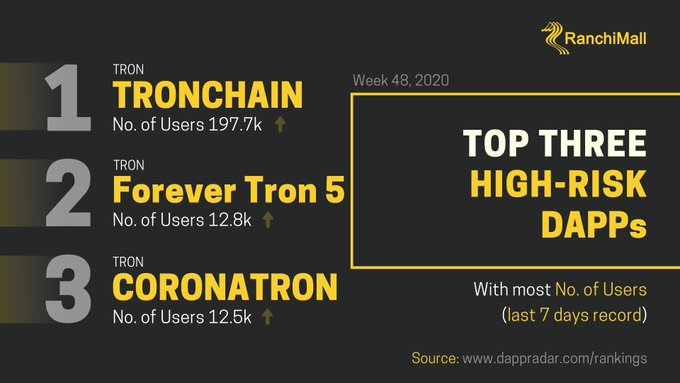 RanchiMall
1
TRON
TRONCHAIN
No. of Users 197.7k
2
TRON
Forever Tron 5
No. of Users 12.8k
3
TRON
CORONATRON
No. of Users 12.5k
Week 48, 2020
TOP THREE
HIGH-RISK
DAPPs
With most No. of Users
(last 7 days record)
Source: www.dappradar.com/rankings